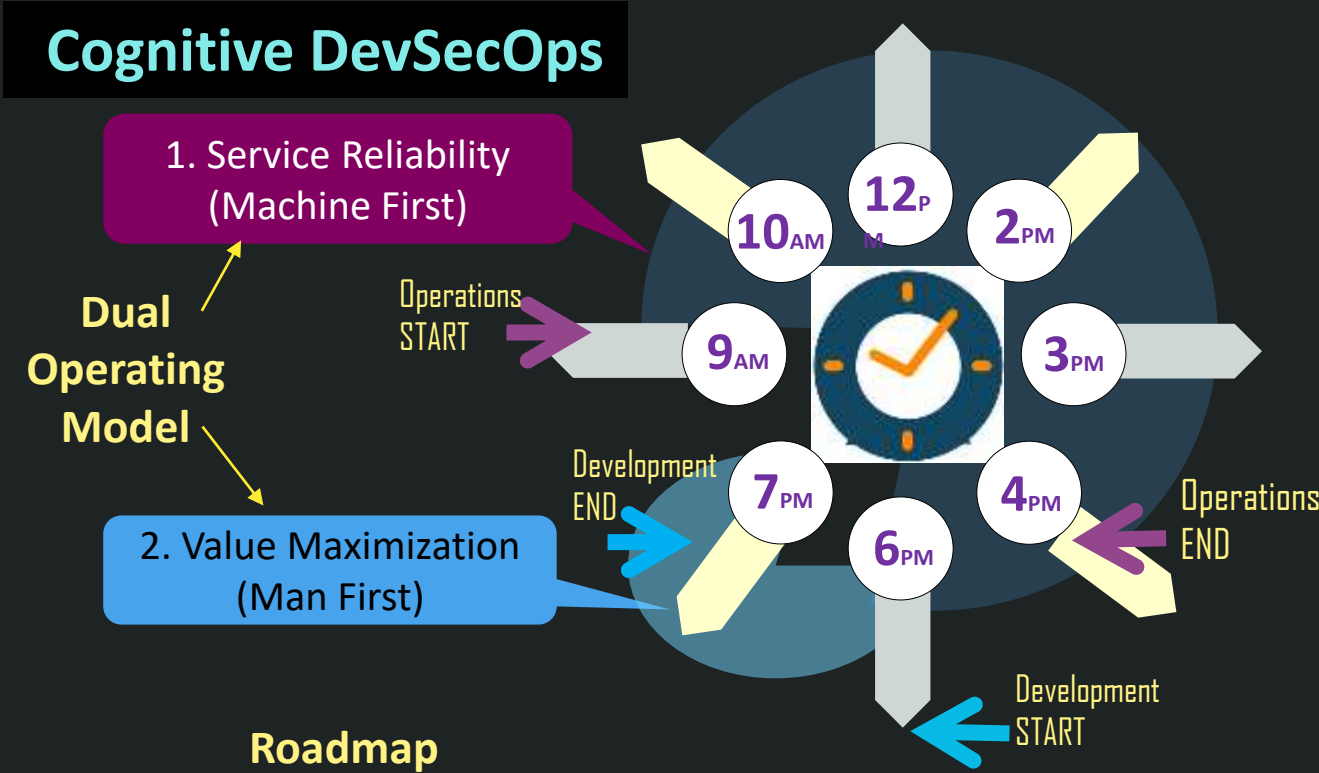 Cognitive DevSecOps
1. Service Reliability
(Machine First)
Dual
Operating
Model
2. Value Maximization
(Man First)
Operations
START
9AM
10AM
12P
M
2PM
3PM
4PM
Operations
END
6PM
Development
START
7PM
Development
END
Roadmap